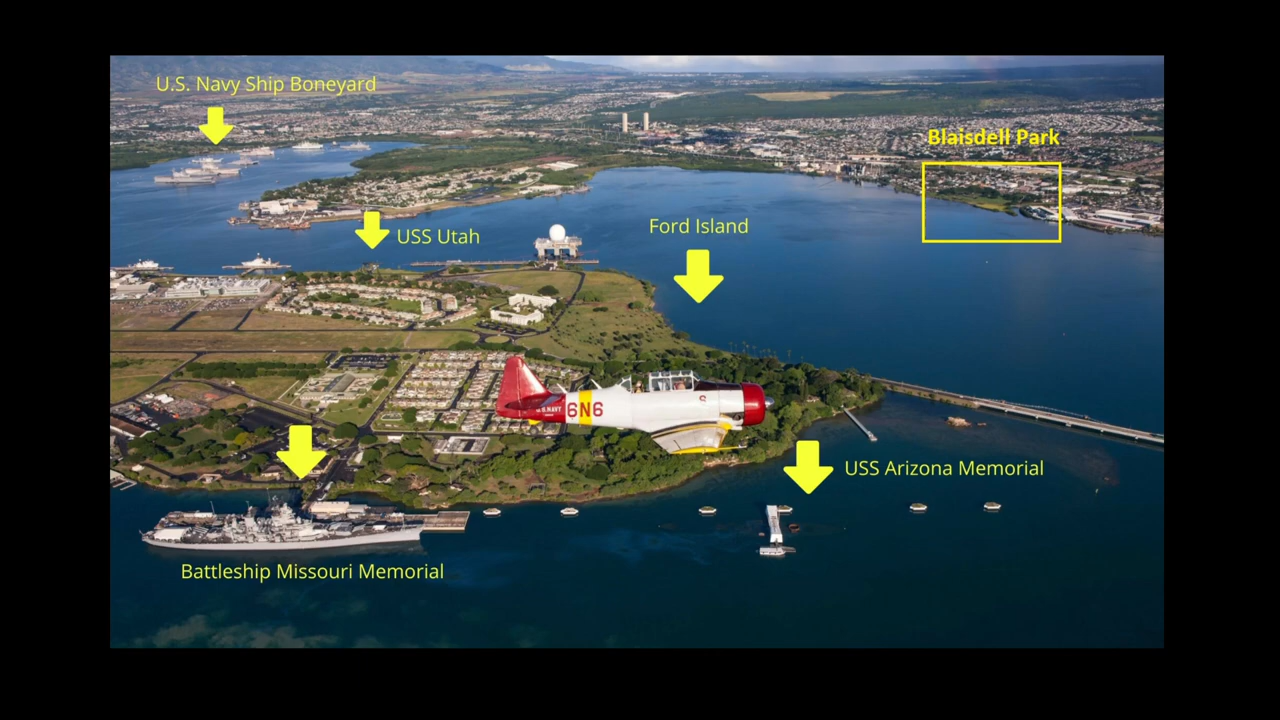 U.S. Navy Ship Boneyard
Blaisdell Park
USS Utah
Ford Island
U.S. NAVY
6N6
S
USS Arizona Memorial
Battleship Missouri Memorial